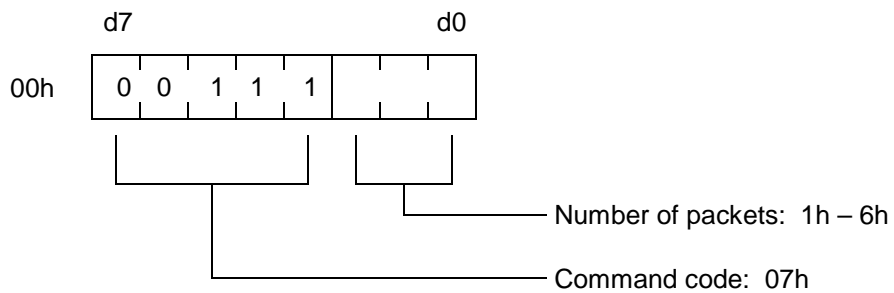 d7 d0
00h 0 0 1 1 1
Number of packets: 1h – 6h
Command code: 07h